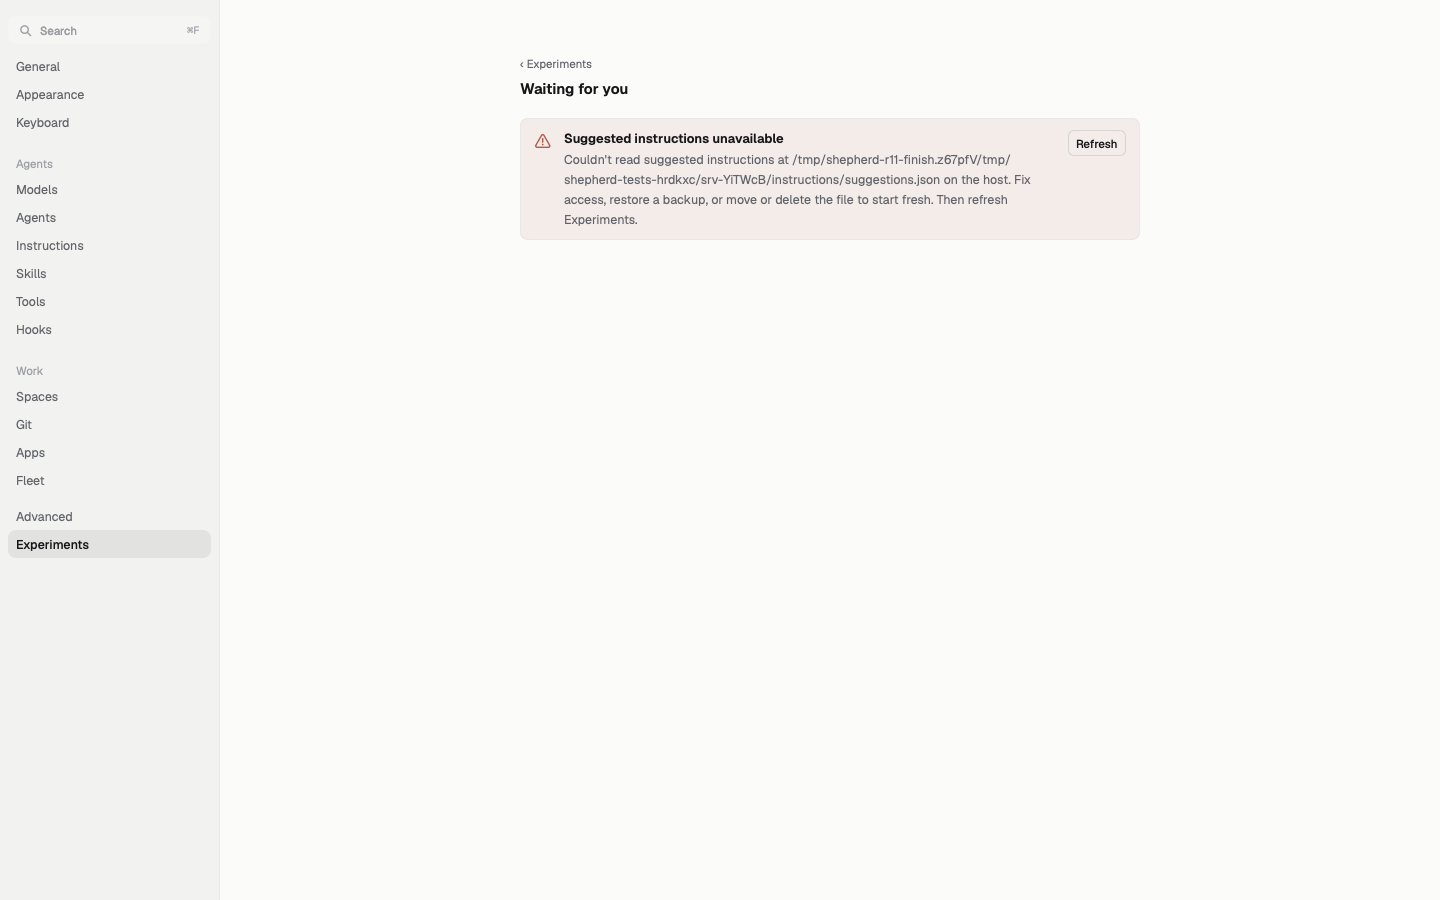 Search ⌘F
General
Appearance
Keyboard
Agents
Models
Agents
Instructions
Skills
Tools
Hooks
Work
Spaces
Git
Apps
Fleet
Advanced
Experiments
‹ Experiments
Waiting for you
Suggested instructions unavailable
Refresh
Couldn't read suggested instructions at /tmp/shepherd-r11-finish.z67pfV/tmp/
shepherd-tests-hrdkxc/srv-YiTWcB/instructions/suggestions.json on the host. Fix
access, restore a backup, or move or delete the file to start fresh. Then refresh
Experiments.